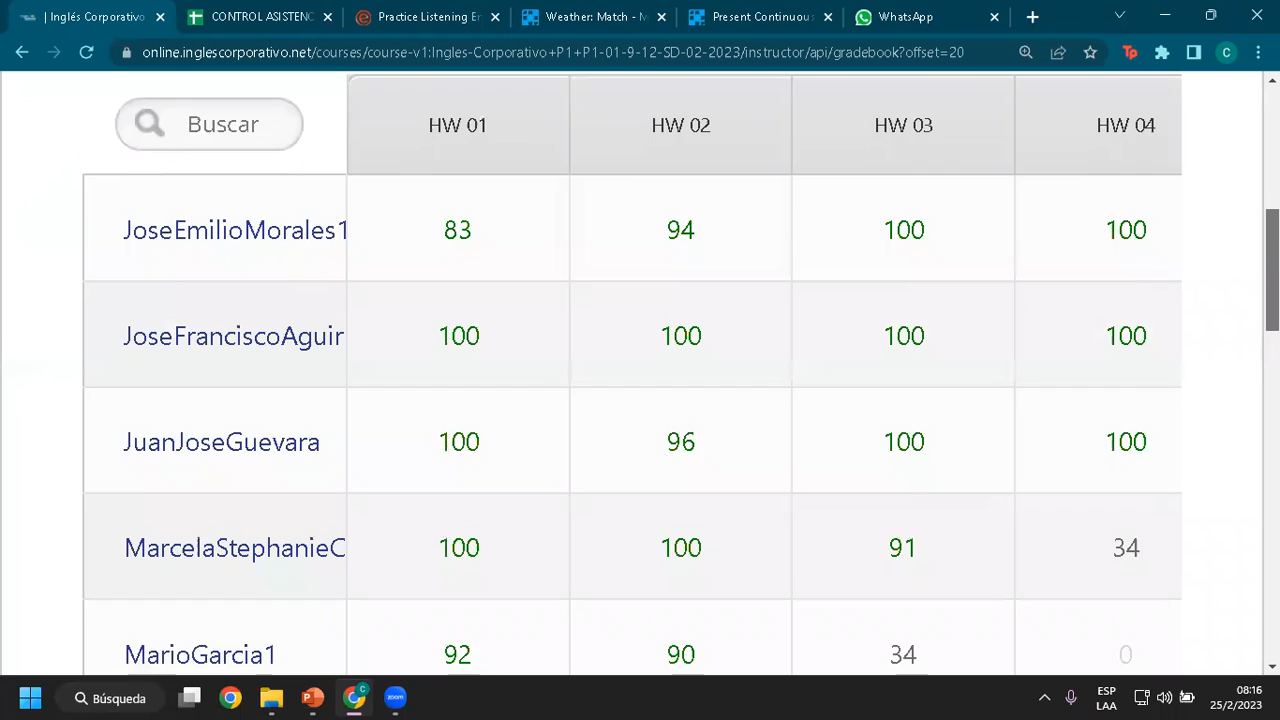 | Inglés Corporativo
CONTROL ASISTENC
Practice Listening En
Weather: Match - M
Present Continuous
WhatsApp
online.inglescorporativo.net/courses/course-v1:Ingles-Corporativo+P1+P1-01-9-12-SD-02-2023/instructor/api/gradebook?offset=20
Buscar
HW 01 HW 02 HW 03 HW 04
JoseEmilioMorales1 83 94 100 100
JoseFranciscoAguir 100 100 100 100
JuanJoseGuevara 100 96 100 100
MarcelaStephanieC 100 100 91 34
MarioGarcia1 92 90 34 0
Búsqueda
zoom
ESP
LAA
08:16
25/2/2023